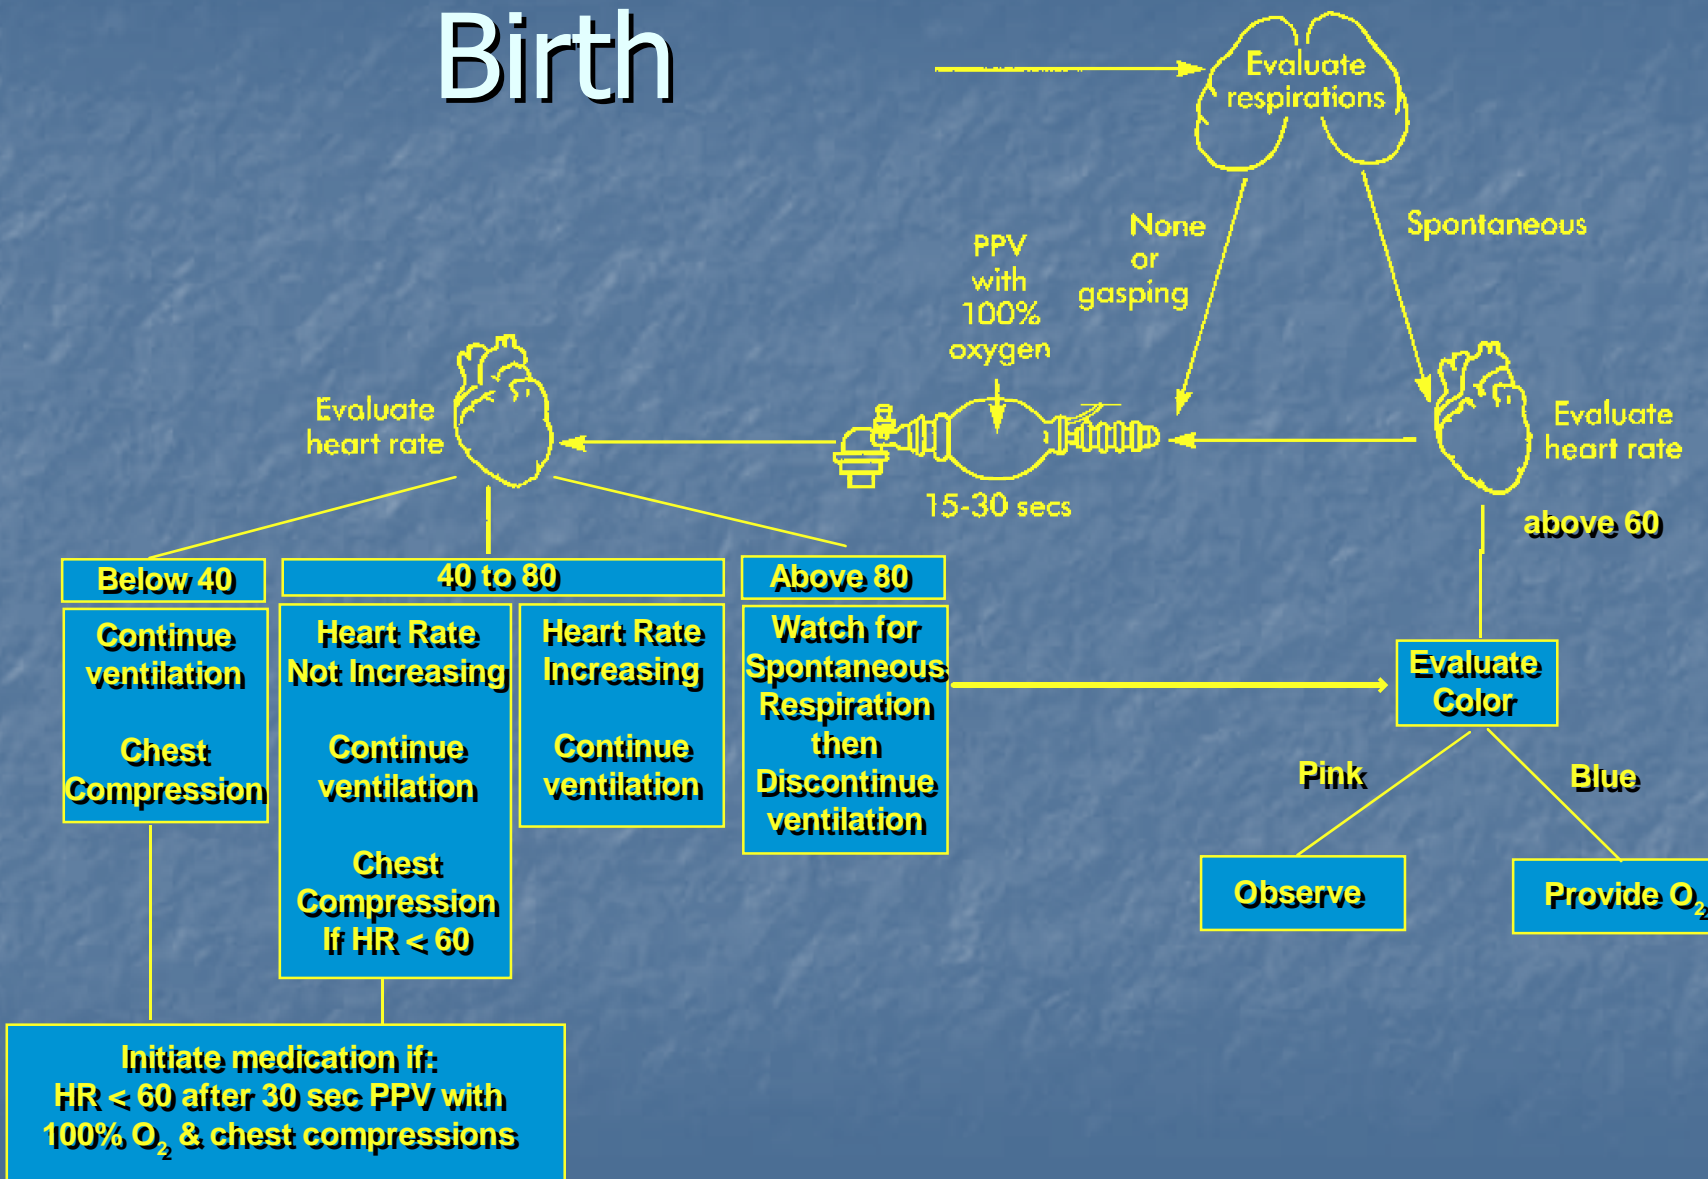 Birth
Evaluate
respirations
None
or
gasping
Spontaneous
PPV
with
100%
oxygen
15-30 secs
Evaluate
heart rate
Evaluate
heart rate
above 60
Below 40
Continue
ventilation
Chest
Compression
40 to 80
Heart Rate
Not Increasing
Continue
ventilation
Chest
Compression
If HR < 60
Heart Rate
Increasing
Continue
ventilation
Above 80
Watch for
Spontaneous
Respiration
then
Discontinue
ventilation
Evaluate
Color
Pink
Blue
Observe
Provide O₂
Initiate medication if:
HR < 60 after 30 sec PPV with
100% O₂ & chest compressions